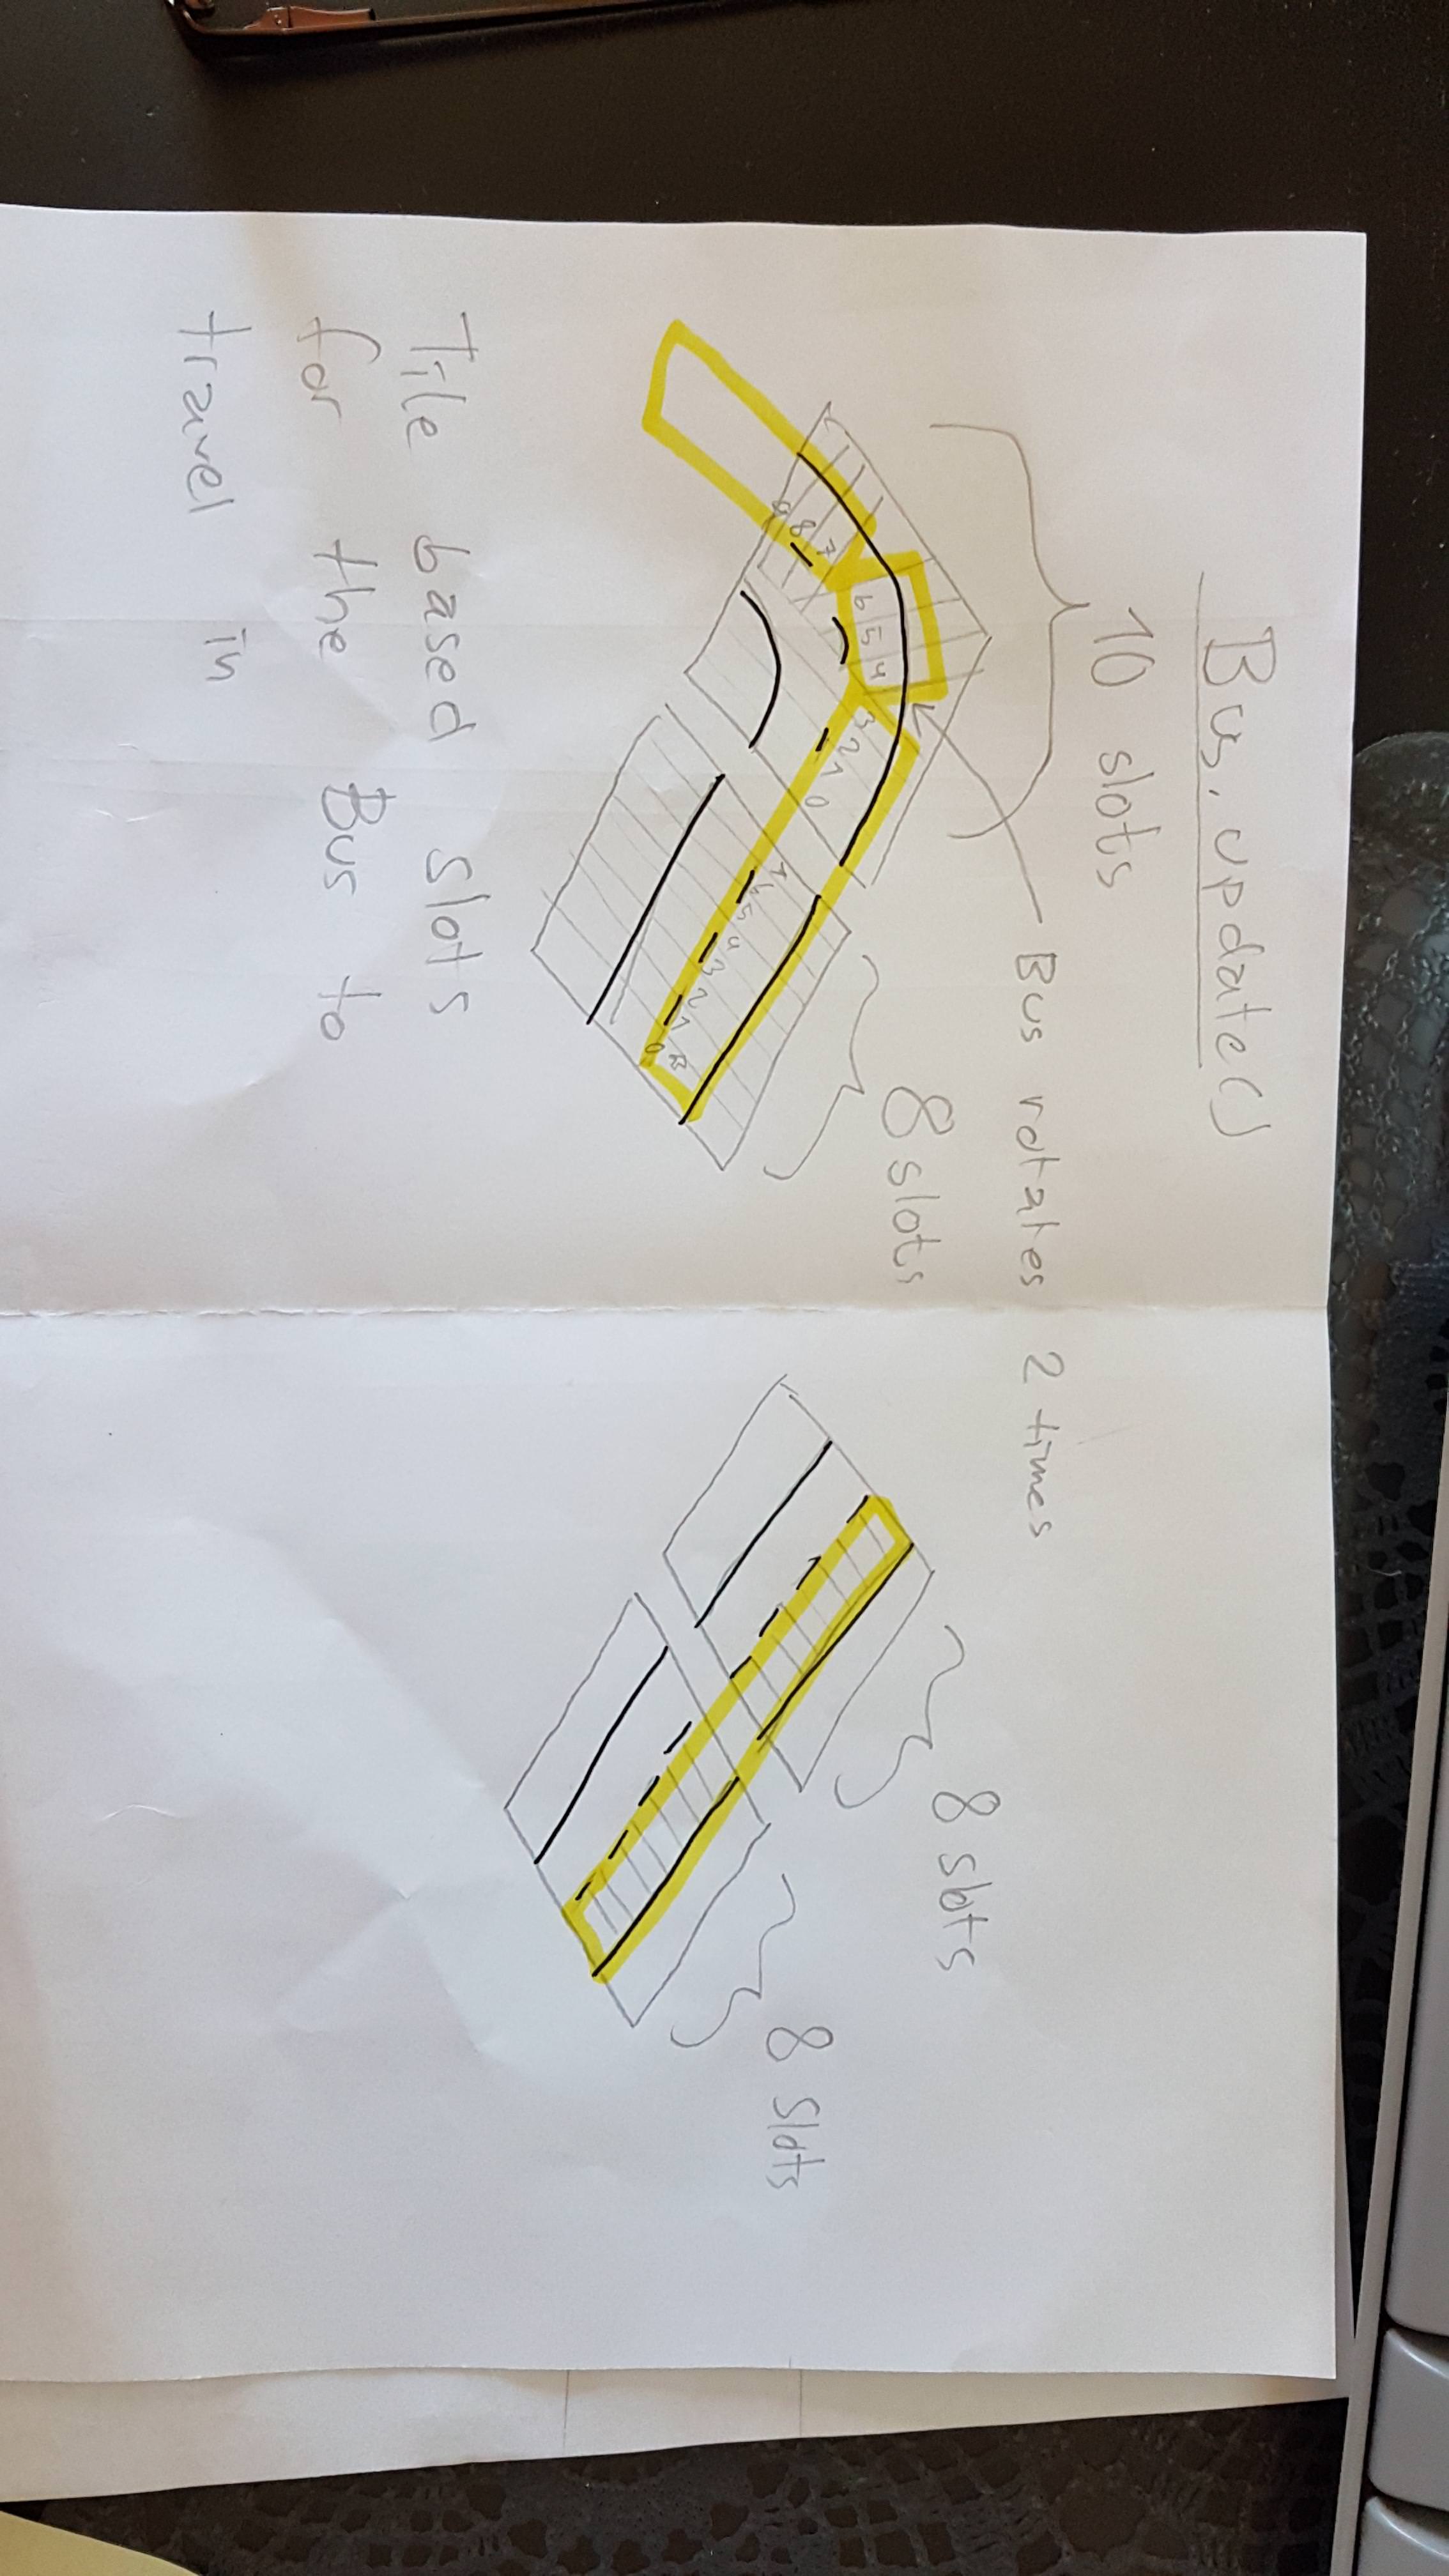 Bus.update()
10 slots
Bus rotates 2 times
8 slots
8 slots
8 slots
6 5 4
3 2 1 0
7
8
9
5 4 3 2 1 0
B
Tile based slots
for the Bus to
travel in